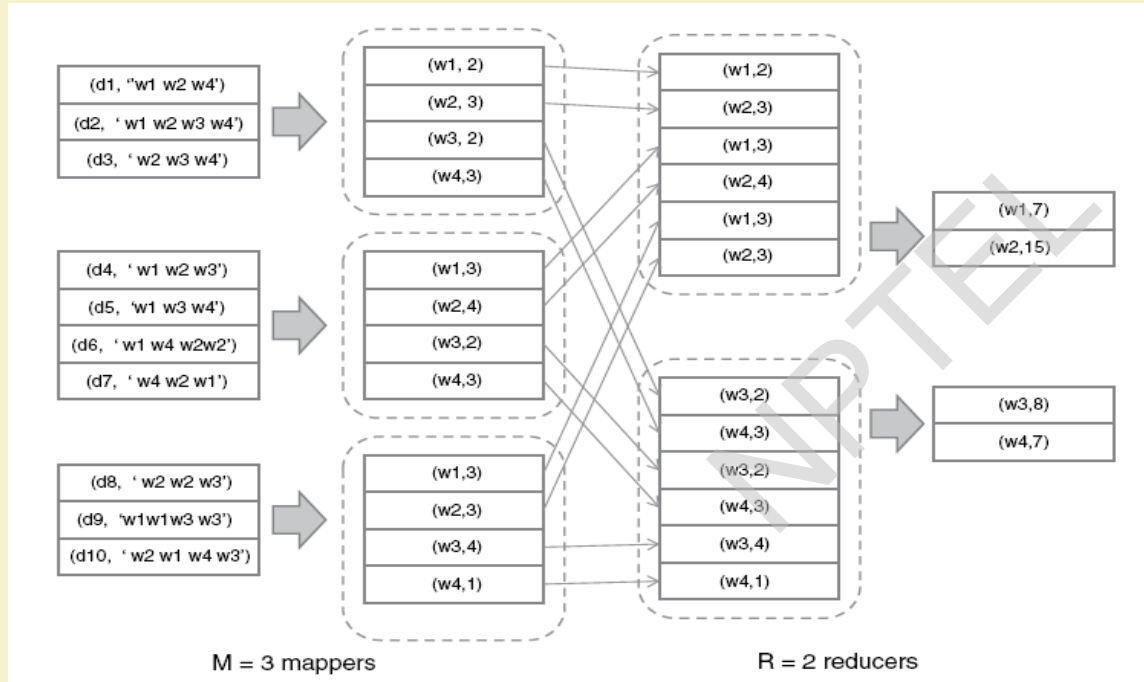 (d1, ‘'w1 w2 w4’)
(d2, ‘ w1 w2 w3 w4’)
(d3, ‘ w2 w3 w4’)
(d4, ‘ w1 w2 w3’)
(d5, ‘w1 w3 w4’)
(d6, ‘ w1 w4 w2w2’)
(d7, ‘ w4 w2 w1’)
(d8, ‘ w2 w2 w3’)
(d9, ‘w1w1w3 w3’)
(d10, ‘ w2 w1 w4 w3’)
(w1, 2)
(w2, 3)
(w3, 2)
(w4,3)
(w1,3)
(w2,4)
(w3,2)
(w4,3)
(w1,3)
(w2,3)
(w3,4)
(w4,1)
M = 3 mappers
(w1,2)
(w2,3)
(w1,3)
(w2,4)
(w1,3)
(w2,3)
(w3,2)
(w4,3)
(w3,2)
(w4,3)
(w3,4)
(w4,1)
R = 2 reducers
(w1,7)
(w2,15)
(w3,8)
(w4,7)
NPTEL